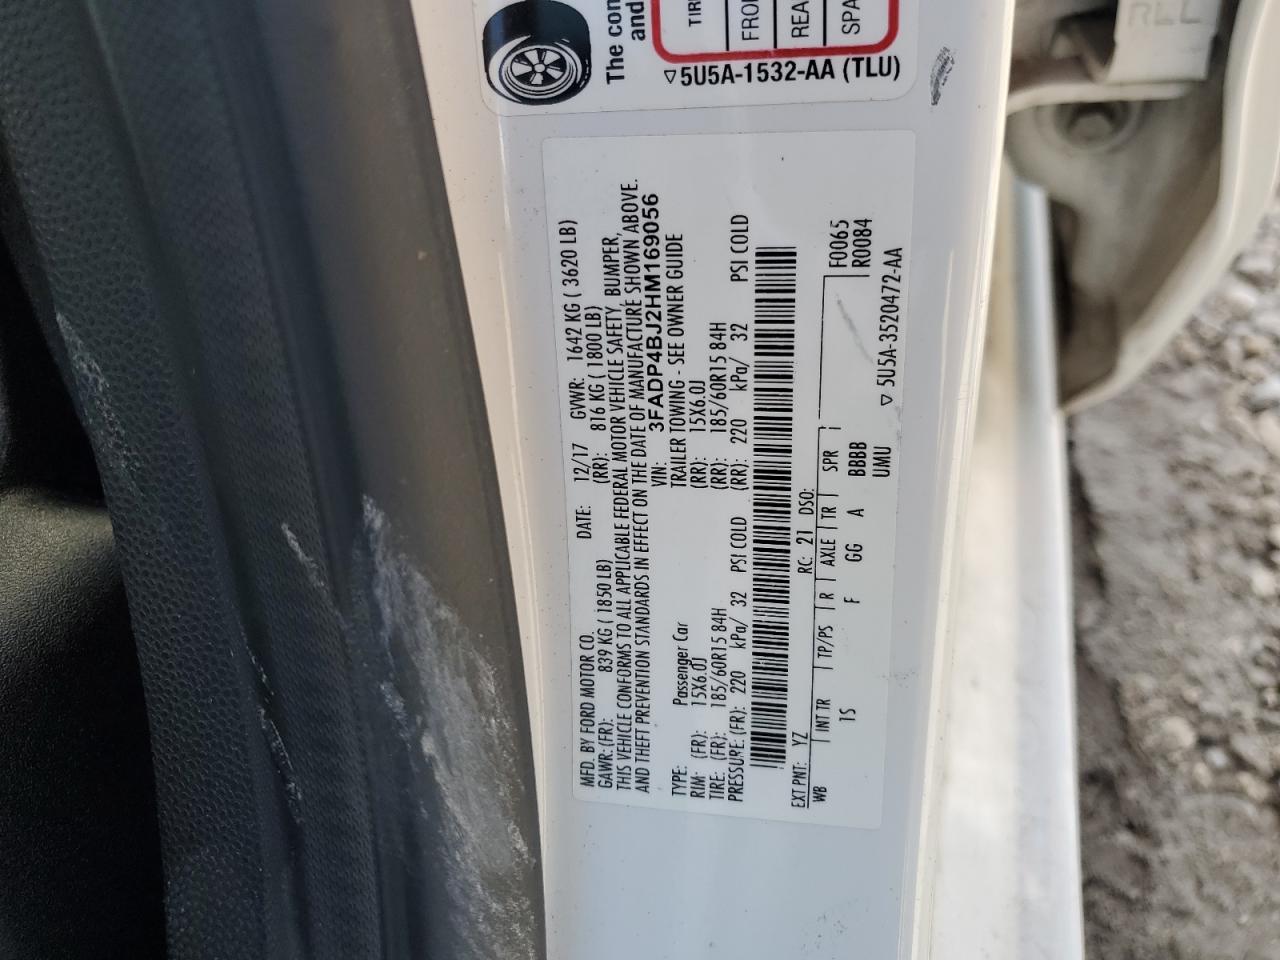 The con
and
TIRE
FRO
REA
SPA
▽5U5A-1532-AA (TLU)
RLL
MFD. BY FORD MOTOR CO. DATE: 12/17 GVWR: 1642 KG ( 3620 LB)
GAWR: (FR): 839 KG ( 1850 LB) (RR): 816 KG ( 1800 LB)
THIS VEHICLE CONFORMS TO ALL APPLICABLE FEDERAL MOTOR VEHICLE SAFETY, BUMPER,
AND THEFT PREVENTION STANDARDS IN EFFECT ON THE DATE OF MANUFACTURE SHOWN ABOVE.
VIN: 3FADP4BJ2HM169056
TYPE: Passenger Car TRAILER TOWING - SEE OWNER GUIDE
RIM: (FR): 15X6.0J (RR): 15X6.0J
TIRE: (FR): 185/60R15 84H (RR): 185/60R15 84H
PRESSURE: (FR): 220 kPa/ 32 PSI COLD (RR): 220 kPa/ 32 PSI COLD
EXT PNT: YZ RC: 21 DSO: F0065
WB INT TR TP/PS R AXLE TR SPR R0084
1S F GG A BBBB
UMU ▽ 5U5A-3520472-AA